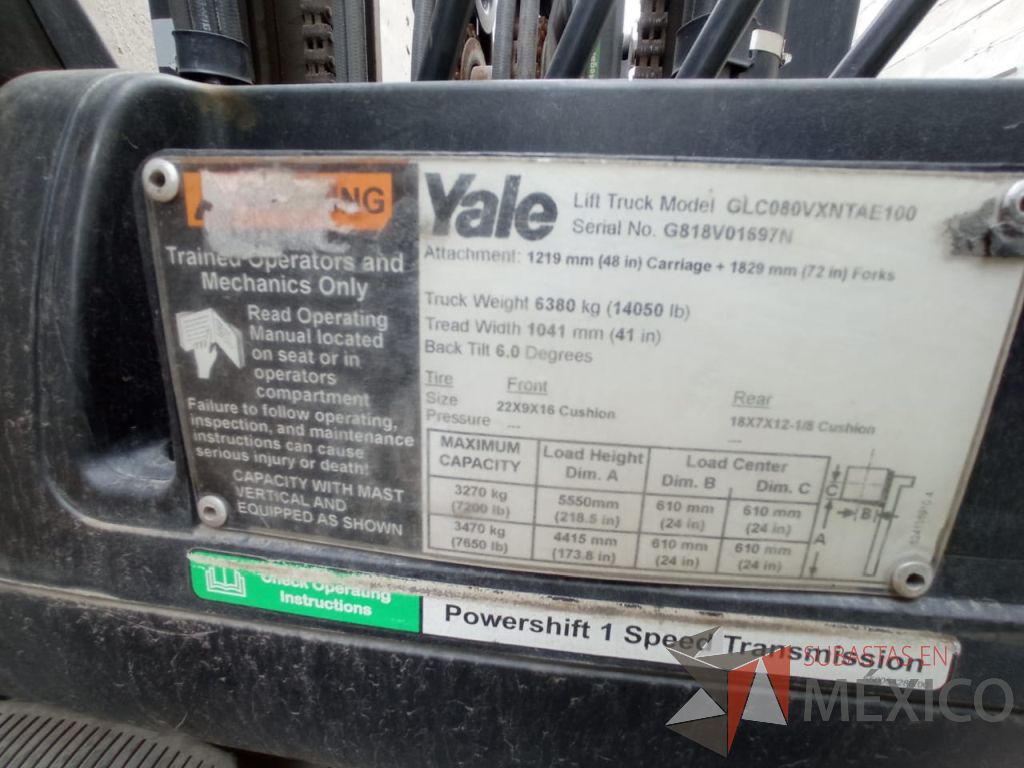 NG
Trained Operators and
Mechanics Only
Read Operating
Manual located
on seat or in
operators
compartment
Failure to follow operating,
inspection, and maintenance
instructions can cause
serious injury or death!
CAPACITY WITH MAST
VERTICAL AND
EQUIPPED AS SHOWN
Yale
Lift Truck Model GLC080VXNTAE100
Serial No. G818V01697N
Attachment: 1219 mm (48 in) Carriage + 1829 mm (72 in) Forks
Truck Weight 6380 kg (14050 lb)
Tread Width 1041 mm (41 in)
Back Tilt 6.0 Degrees
Tire Front Rear
Size 22X9X16 Cushion 18X7X12-1/8 Cushion
Pressure --- ---
MAXIMUM CAPACITY Load Height Dim. A Load Center Dim. B Dim. C
3270 kg (7200 lb) 5550mm (218.5 in) 610 mm (24 in) 610 mm (24 in)
3470 kg (7650 lb) 4415 mm (173.8 in) 610 mm (24 in) 610 mm (24 in)
C
B
A
Check Operating
Instructions
Powershift 1 Speed Transmission
SUBASTAS EN
MEXICO